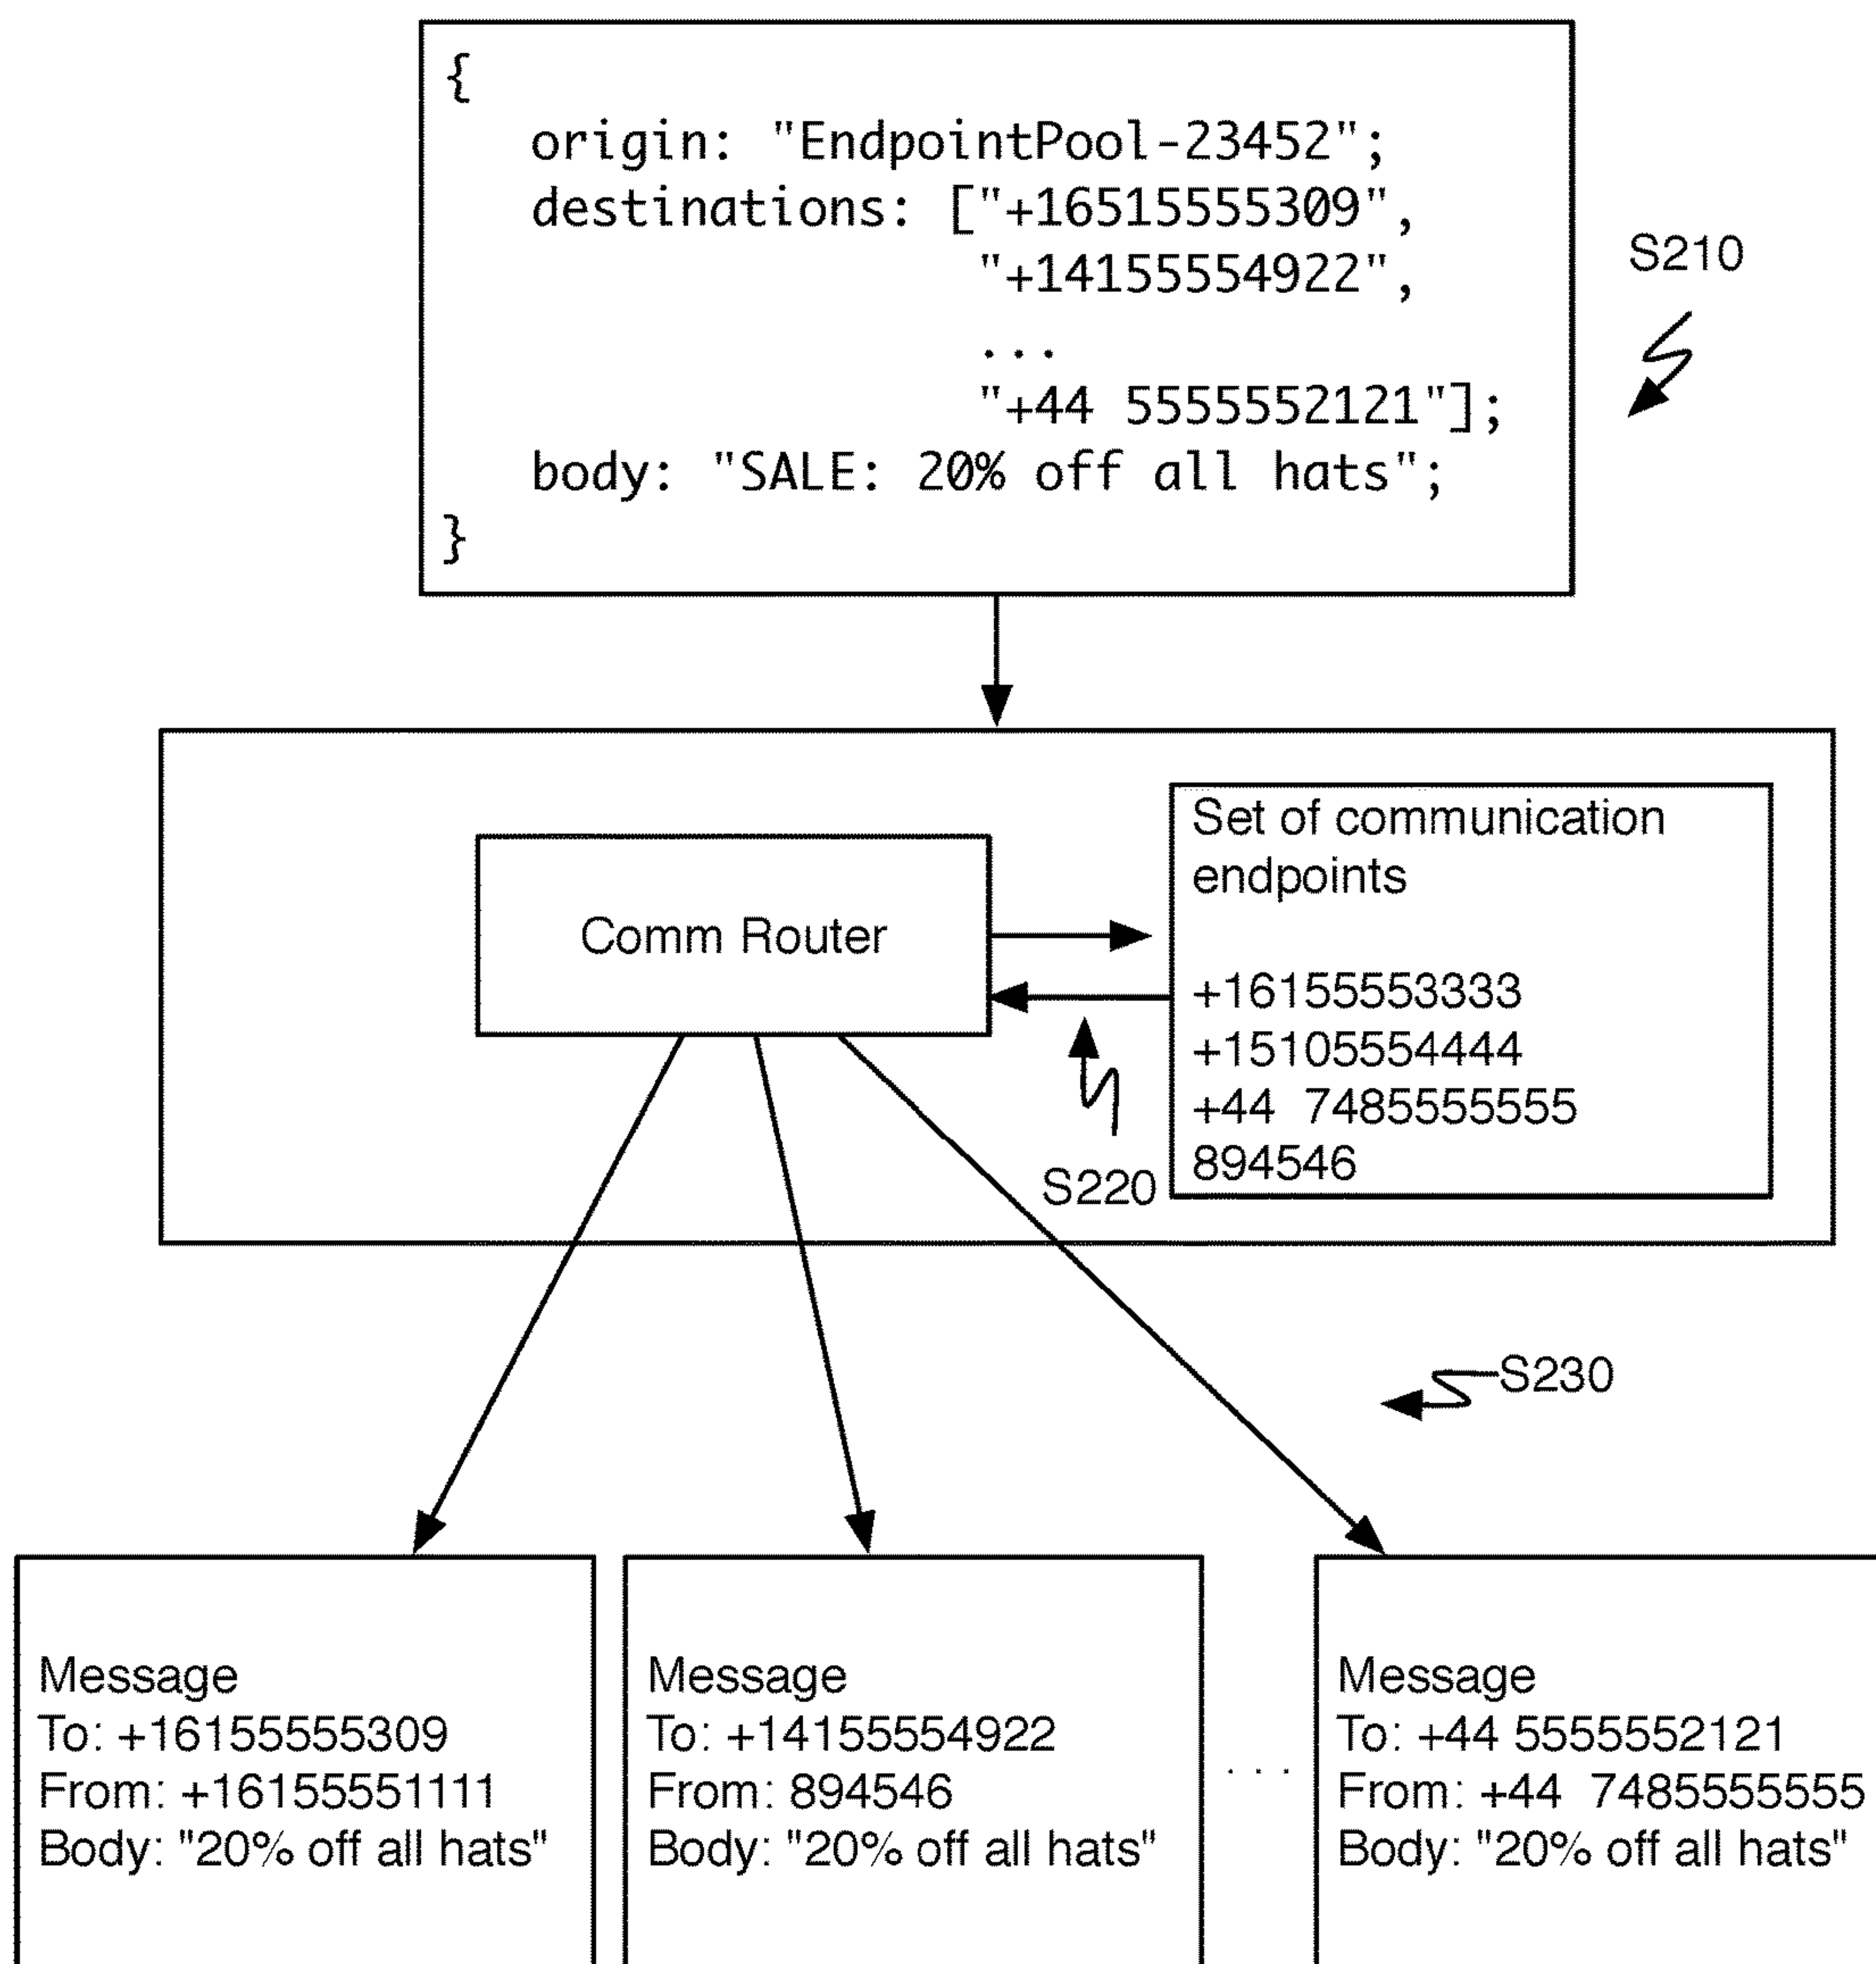 {
origin: "EndpointPool-23452";
destinations: ["+16515555309",
"+14155554922",
...
"+44 5555552121"];
body: "SALE: 20% off all hats";
}
S210
Comm Router
Set of communication
endpoints
+16155553333
+15105554444
+44 7485555555
894546
S220
S230
Message
To: +16155555309
From: +16155551111
Body: "20% off all hats"
Message
To: +14155554922
From: 894546
Body: "20% off all hats"
. . .
Message
To: +44 5555552121
From: +44 7485555555
Body: "20% off all hats"